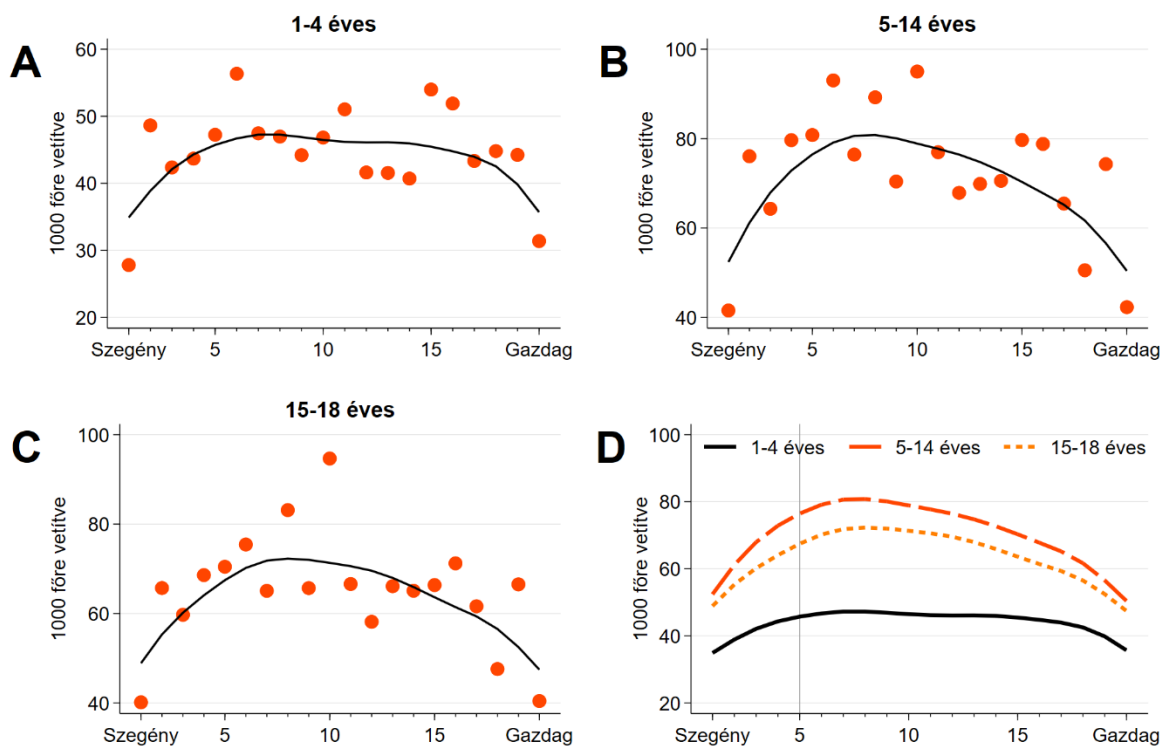 A
1-4 éves
1000 főre vetítve
60
50
40
30
20
Szegény 5 10 15 Gazdag
B
5-14 éves
1000 főre vetítve
100
80
60
40
Szegény 5 10 15 Gazdag
C
15-18 éves
1000 főre vetítve
100
80
60
40
Szegény 5 10 15 Gazdag
D
1-4 éves 5-14 éves 15-18 éves
1000 főre vetítve
100
80
60
40
20
Szegény 5 10 15 Gazdag